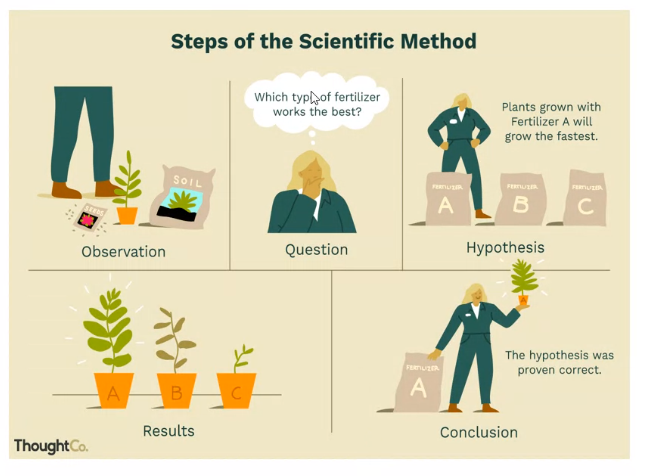 Steps of the Scientific Method
SEEDS
SOIL
Observation
Which type of fertilizer
works the best?
Question
Plants grown with
Fertilizer A will
grow the fastest.
FERTILIZER
A
FERTILIZER
B
FERTILIZER
C
Hypothesis
A
B
C
Results
A
FERTILIZER
A
The hypothesis was
proven correct.
Conclusion
ThoughtCo.